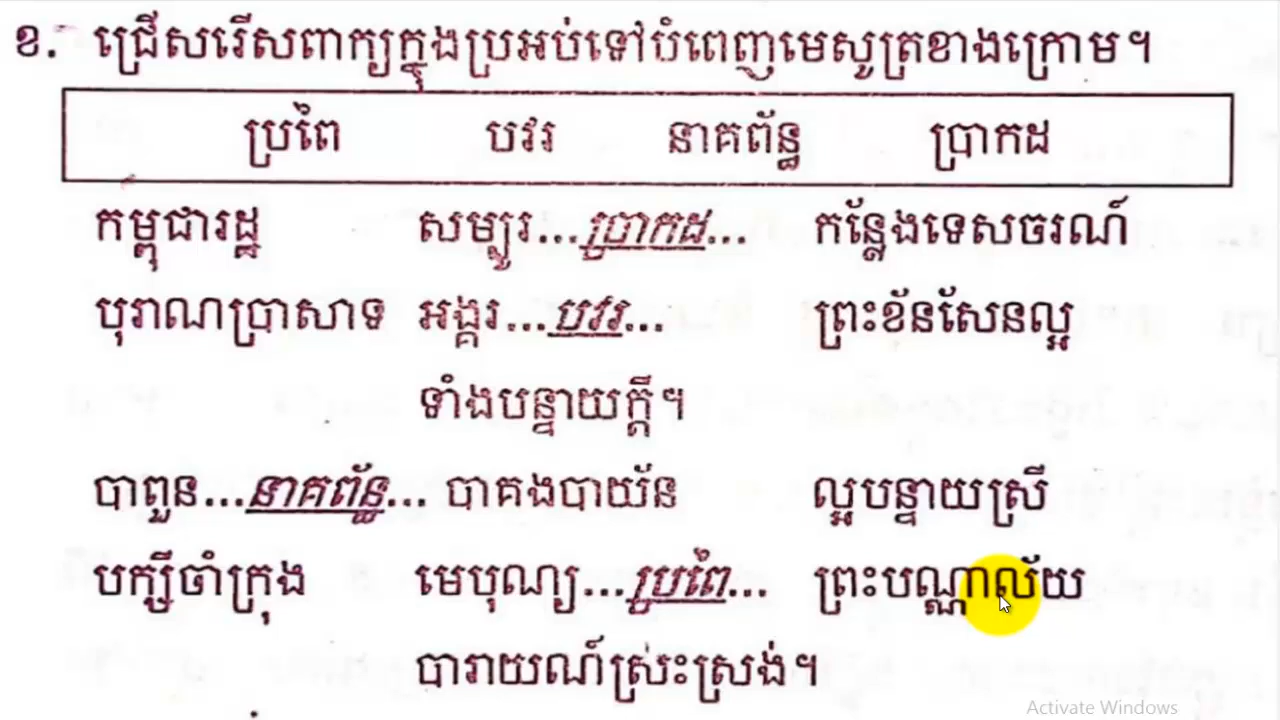 ខ. ជ្រើសរើសពាក្យក្នុងប្រអប់ទៅបំពេញមេសូត្រខាងក្រោម។
ប្រពៃ បវរ នាគព័ន្ធ ប្រាកដ
កម្ពុជារដ្ឋ សម្បូរ...ប្រាកដ... កន្លែងទេសចរណ៍
បុរាណប្រាសាទ អង្គរ...បវរ... ព្រះខ័នសែនល្អ
ទាំងបន្ទាយក្ដី។
បាពួន...នាគព័ន្ធ... បាគងបាយ័ន ល្អបន្ទាយស្រី
បក្សីចាំក្រុង មេបុណ្យ...ប្រពៃ... ព្រះបណ្ណាល័យ
បារាយណ៍ស្រះស្រង់។
Activate Windows